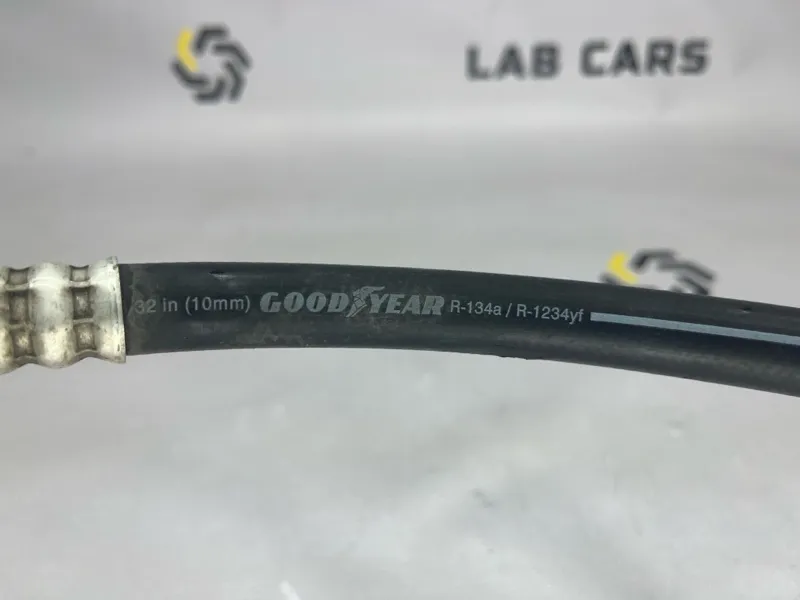 LAB CARS
/32 in (10mm) GOODYEAR R-134a / R-1234yf